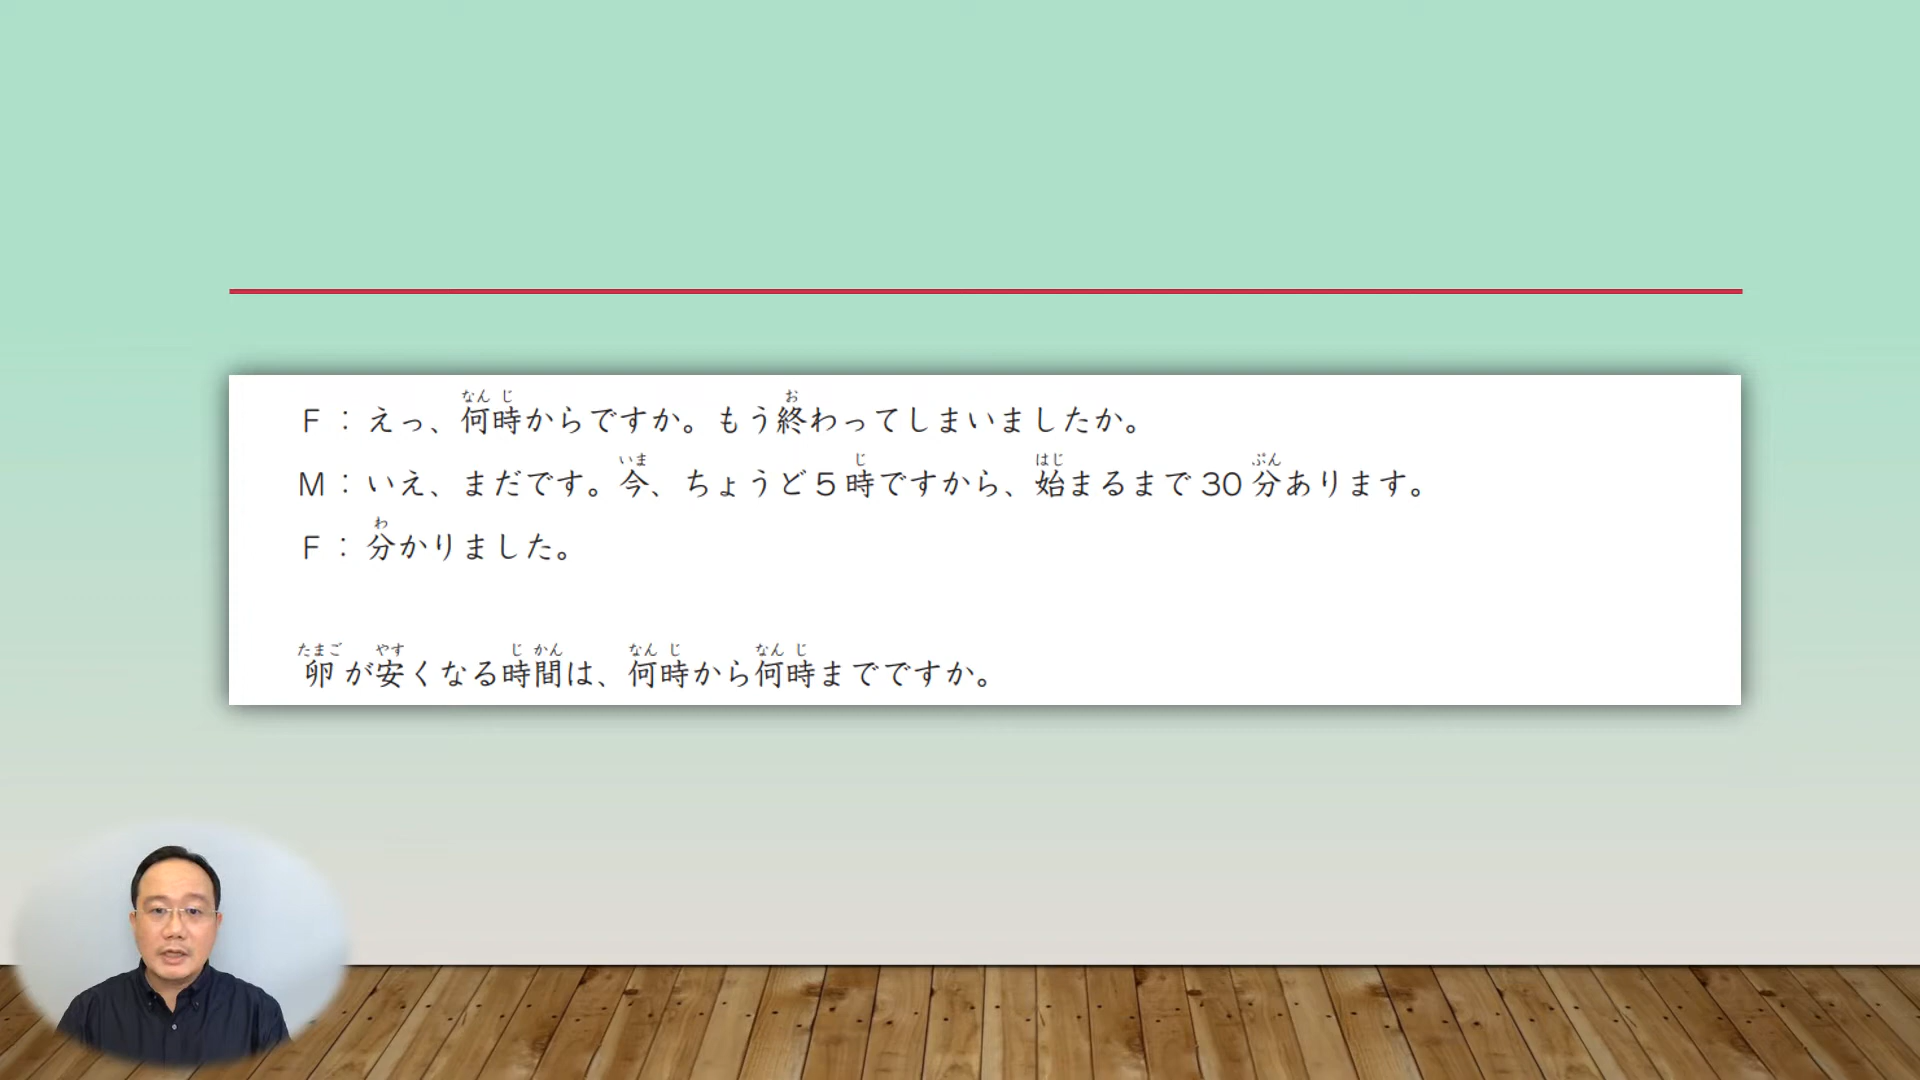 F：えっ、何時からですか。もう終わってしまいましたか。
M：いえ、まだです。今、ちょうど5時ですから、始まるまで30分あります。
F：分かりました。
卵が安くなる時間は、何時から何時までですか。